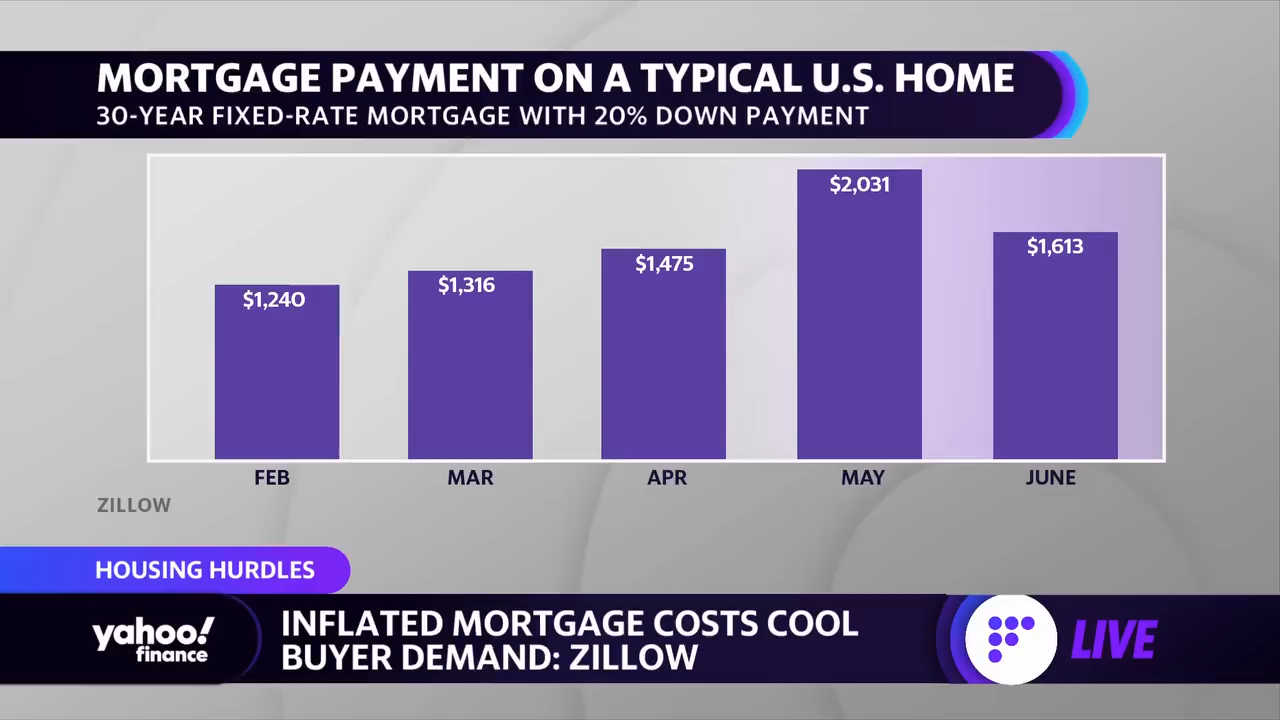 MORTGAGE PAYMENT ON A TYPICAL U.S. HOME
30-YEAR FIXED-RATE MORTGAGE WITH 20% DOWN PAYMENT
$1,240
$1,316
$1,475
$2,031
$1,613
FEB
MAR
APR
MAY
JUNE
ZILLOW
HOUSING HURDLES
yahoo!
finance
INFLATED MORTGAGE COSTS COOL
BUYER DEMAND: ZILLOW
LIVE